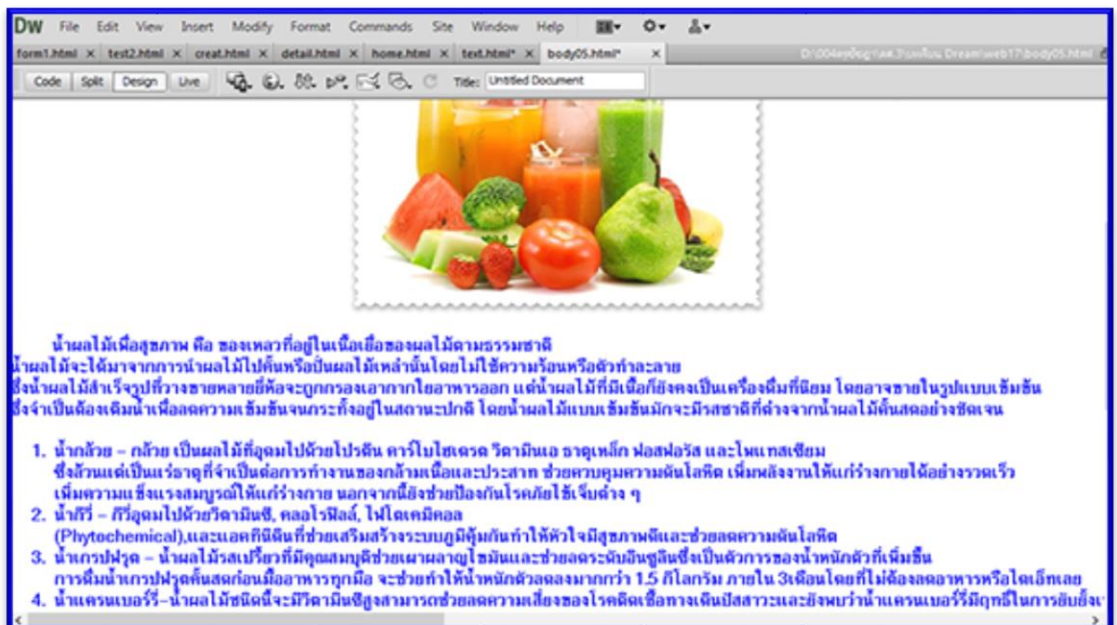 DW File Edit View Insert Modify Format Commands Site Window Help
form1.html × test2.html × creat.html × detail.html × home.html × text.html* × body05.html* ×
Code Split Design Live Title: Untitled Document
น้ำผลไม้เพื่อสุขภาพ คือ ของเหลวที่อยู่ในเนื้อเยื่อของผลไม้ตามธรรมชาติ
น้ำผลไม้จะได้มาจากการนำผลไม้ไปคั้นหรือปั่นผลไม้เหล่านั้นโดยไม่ใช้ความร้อนหรือตัวทำละลาย
ซึ่งน้ำผลไม้สำเร็จรูปที่วางขายหลายยี่ห้อจะถูกกรองเอากากใยอาหารออก แต่น้ำผลไม้ที่มีเนื้อก็ยังคงเป็นเครื่องดื่มที่นิยม โดยอาจขายในรูปแบบเข้มข้น
ซึ่งจำเป็นต้องเติมน้ำเพื่อลดความเข้มข้นจนกระทั่งอยู่ในสถานะปกติ โดยน้ำผลไม้แบบเข้มข้นมักจะมีรสชาติที่ต่างจากน้ำผลไม้คั้นสดอย่างชัดเจน
1. น้ำกล้วย – กล้วย เป็นผลไม้ที่อุดมไปด้วยโปรตีน คาร์โบไฮเดรต วิตามินเอ ธาตุเหล็ก ฟอสฟอรัส และโพแทสเซียม
ซึ่งล้วนแต่เป็นแร่ธาตุที่จำเป็นต่อการทำงานของกล้ามเนื้อและประสาท ช่วยควบคุมความดันโลหิต เพิ่มพลังงานให้แก่ร่างกายได้อย่างรวดเร็ว
เพิ่มความแข็งแรงสมบูรณ์ให้แก่ร่างกาย นอกจากนี้ยังช่วยป้องกันโรคภัยไข้เจ็บต่าง ๆ
2. น้ำกีวี่ – กีวี่อุดมไปด้วยวิตามินซี, คลอโรฟิลล์, ไฟโตเคมิคอล
(Phytochemical),และแอคทินิดินที่ช่วยเสริมสร้างระบบภูมิคุ้มกันทำให้หัวใจมีสุขภาพดีและช่วยลดความดันโลหิต
3. น้ำเกรปฟรุต – น้ำผลไม้รสเปรี้ยวที่มีคุณสมบุติช่วยเผาผลาญไขมันและช่วยลดระดับอินซูลินซึ่งเป็นตัวการของน้ำหนักตัวที่เพิ่มขึ้น
การดื่มน้ำเกรปฟรุตคั้นสดก่อนมื้ออาหารทุกมื้อ จะช่วยทำให้น้ำหนักตัวลดลงมากกว่า 1.5 กิโลกรัม ภายใน 3เดือนโดยที่ไม่ต้องลดอาหารหรือไดเอ็ทเลย
4. น้ำแครนเบอร์รี่–น้ำผลไม้ชนิดนี้จะมีวิตามินซีสูงสามารถช่วยลดความเสี่ยงของโรคติดเชื้อทางเดินปัสสาวะและยังพบว่าน้ำแครนเบอร์รี่มีฤทธิ์ในการยับยั้ง